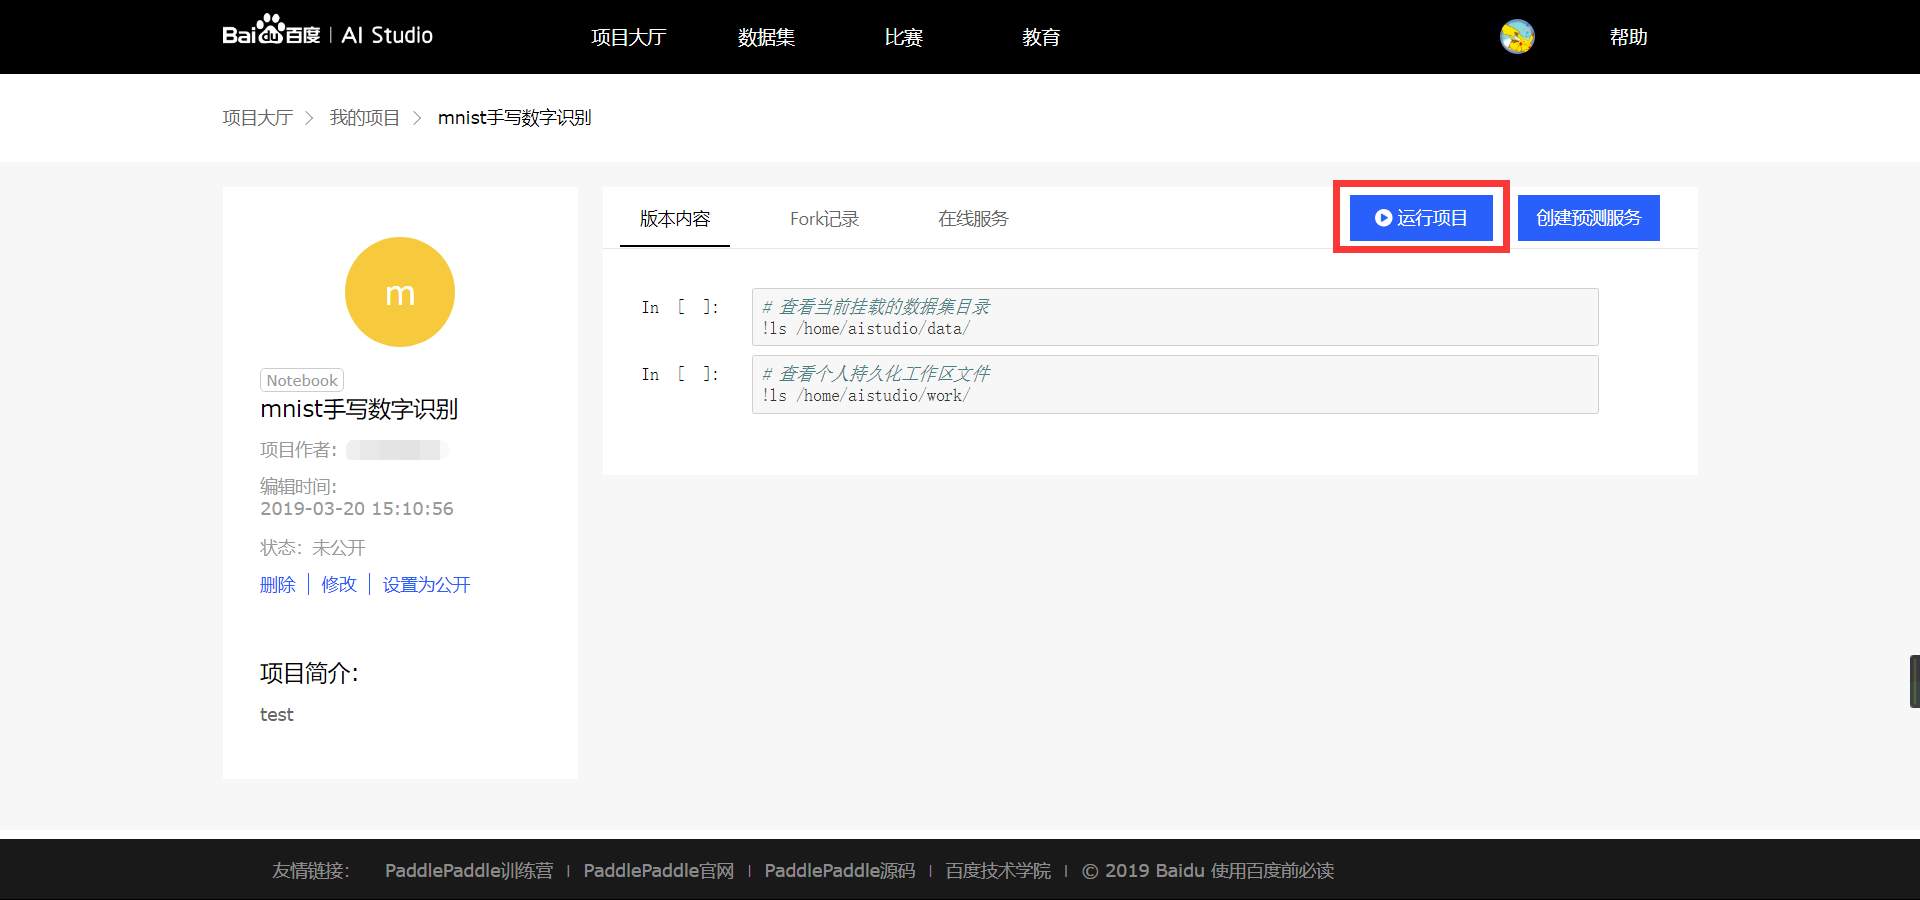 Baidu百度 | AI Studio
项目大厅 数据集 比赛 教育 帮助
项目大厅 > 我的项目 > mnist手写数字识别
m
Notebook
mnist手写数字识别
项目作者:
编辑时间:
2019-03-20 15:10:56
状态: 未公开
删除 | 修改 | 设置为公开
项目简介:
test
版本内容 Fork记录 在线服务 运行项目 创建预测服务
In [ ]: # 查看当前挂载的数据集目录
!ls /home/aistudio/data/
In [ ]: # 查看个人持久化工作区文件
!ls /home/aistudio/work/
友情链接: PaddlePaddle训练营 | PaddlePaddle官网 | PaddlePaddle源码 | 百度技术学院 | © 2019 Baidu 使用百度前必读